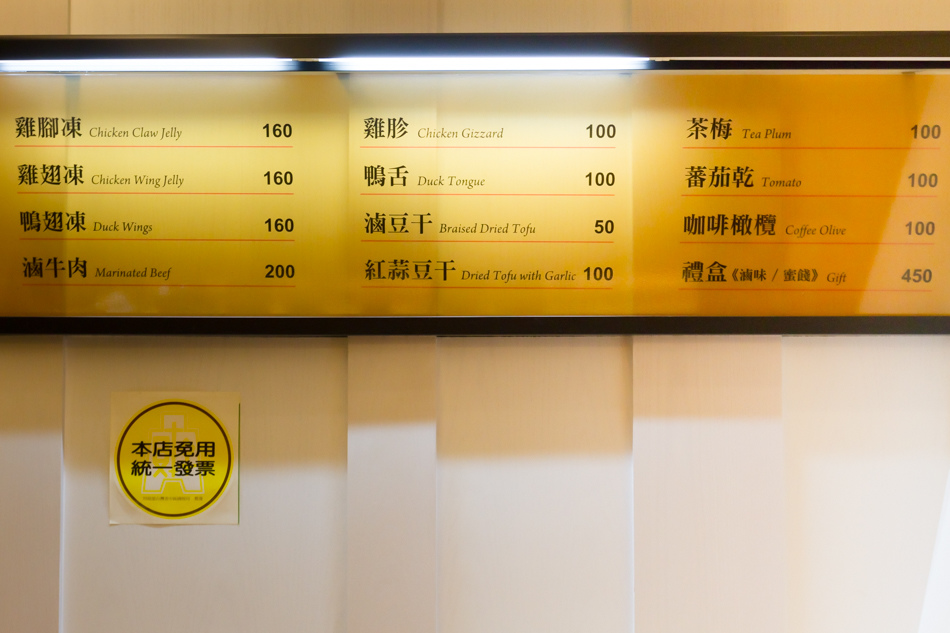 雞腳凍 Chicken Claw Jelly 160
雞翅凍 Chicken Wing Jelly 160
鴨翅凍 Duck Wings 160
滷牛肉 Marinated Beef 200
雞胗 Chicken Gizzard 100
鴨舌 Duck Tongue 100
滷豆干 Braised Dried Tofu 50
紅蒜豆干 Dried Tofu with Garlic 100
茶梅 Tea Plum 100
蕃茄乾 Tomato 100
咖啡橄欖 Coffee Olive 100
禮盒《滷味 / 蜜餞》 Gift 450
本店免用
統一發票